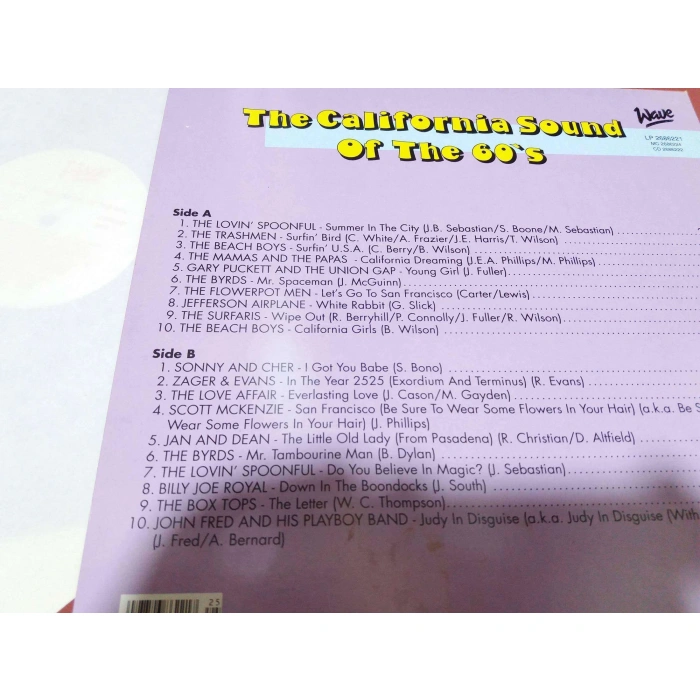 The California Sound
Of The 60's
Wave
LP 2686221
Side A
1. THE LOVIN' SPOONFUL - Summer In The City (J.B. Sebastian/S. Boone/M. Sebastian)
2. THE TRASHMEN - Surfin' Bird (C. White/A. Frazier/J.E. Harris/T. Wilson)
3. THE BEACH BOYS - Surfin' U.S.A. (C. Berry/B. Wilson)
4. THE MAMAS AND THE PAPAS - California Dreaming (J.E.A. Phillips/M. Phillips)
5. GARY PUCKETT AND THE UNION GAP - Young Girl (J. Fuller)
6. THE BYRDS - Mr. Spaceman (J. McGuinn)
7. THE FLOWERPOT MEN - Let's Go To San Francisco (Carter/Lewis)
8. JEFFERSON AIRPLANE - White Rabbit (G. Slick)
9. THE SURFARIS - Wipe Out (R. Berryhill/P. Connolly/J. Fuller/R. Wilson)
10. THE BEACH BOYS - California Girls (B. Wilson)
Side B
1. SONNY AND CHER - I Got You Babe (S. Bono)
2. ZAGER & EVANS - In The Year 2525 (Exordium And Terminus) (R. Evans)
3. THE LOVE AFFAIR - Everlasting Love (J. Cason/M. Gayden)
4. SCOTT MCKENZIE - San Francisco (Be Sure To Wear Some Flowers In Your Hair) (a.k.a. Be S
Wear Some Flowers In Your Hair) (J. Phillips)
5. JAN AND DEAN - The Little Old Lady (From Pasadena) (R. Christian/D. Altfield)
6. THE BYRDS - Mr. Tambourine Man (B. Dylan)
7. THE LOVIN' SPOONFUL - Do You Believe In Magic? (J. Sebastian)
8. BILLY JOE ROYAL - Down In The Boondocks (J. South)
9. THE BOX TOPS - The Letter (W. C. Thompson)
10. JOHN FRED AND HIS PLAYBOY BAND - Judy In Disguise (a.k.a. Judy In Disguise (With
(J. Fred/A. Bernard)
25